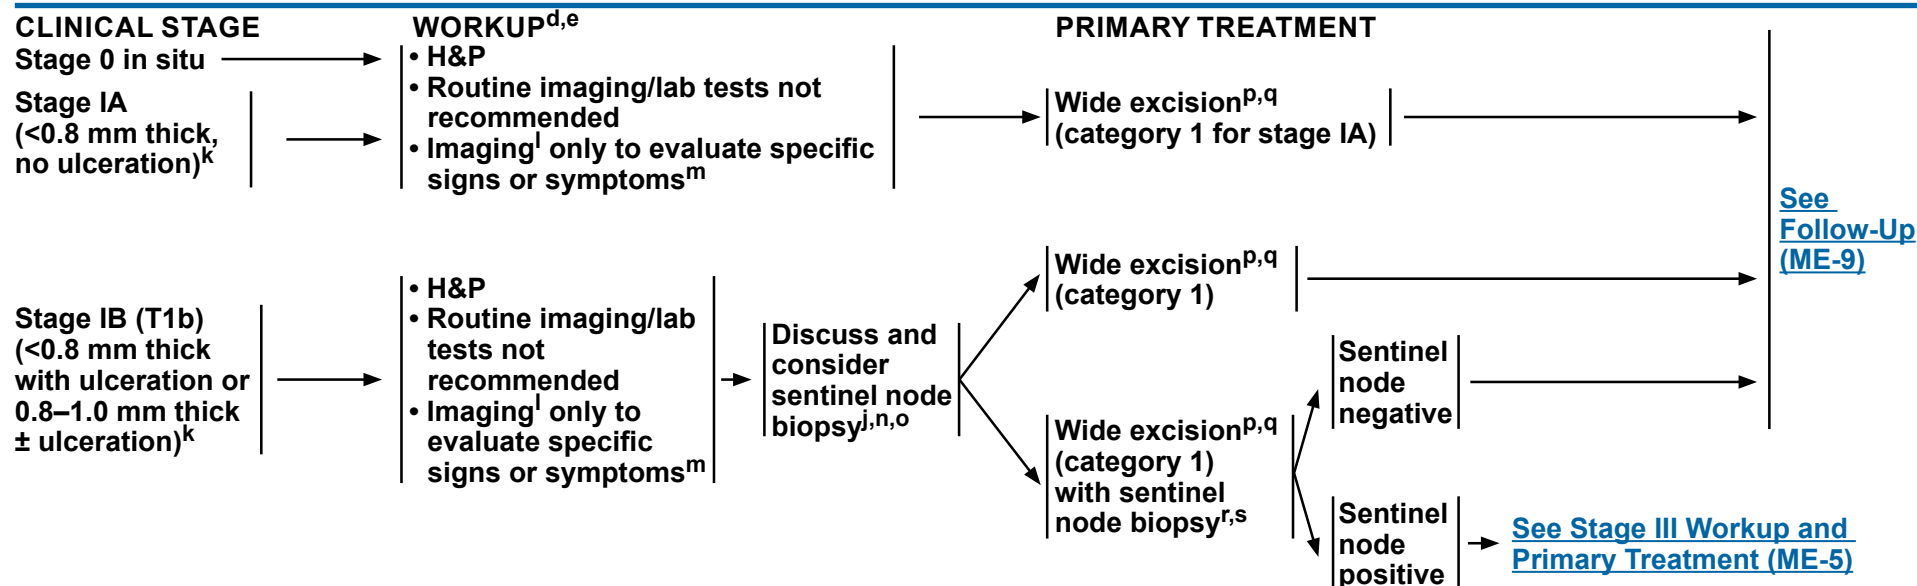 CLINICAL STAGE
WORKUPd,e
PRIMARY TREATMENT
Stage 0 in situ
Stage IA
(<0.8 mm thick,
no ulceration)k
• H&P
• Routine imaging/lab tests not
recommended
• Imagingl only to evaluate specific
signs or symptomsm
Wide excisionp,q
(category 1 for stage IA)
Stage IB (T1b)
(<0.8 mm thick
with ulceration or
0.8–1.0 mm thick
± ulceration)k
• H&P
• Routine imaging/lab
tests not
recommended
• Imagingl only to
evaluate specific
signs or symptomsm
Discuss and
consider
sentinel node
biopsyj,n,o
Wide excisionp,q
(category 1)
Wide excisionp,q
(category 1)
with sentinel
node biopsyr,s
Sentinel
node
negative
Sentinel
node
positive
See
Follow-Up
(ME-9)
See Stage III Workup and
Primary Treatment (ME-5)